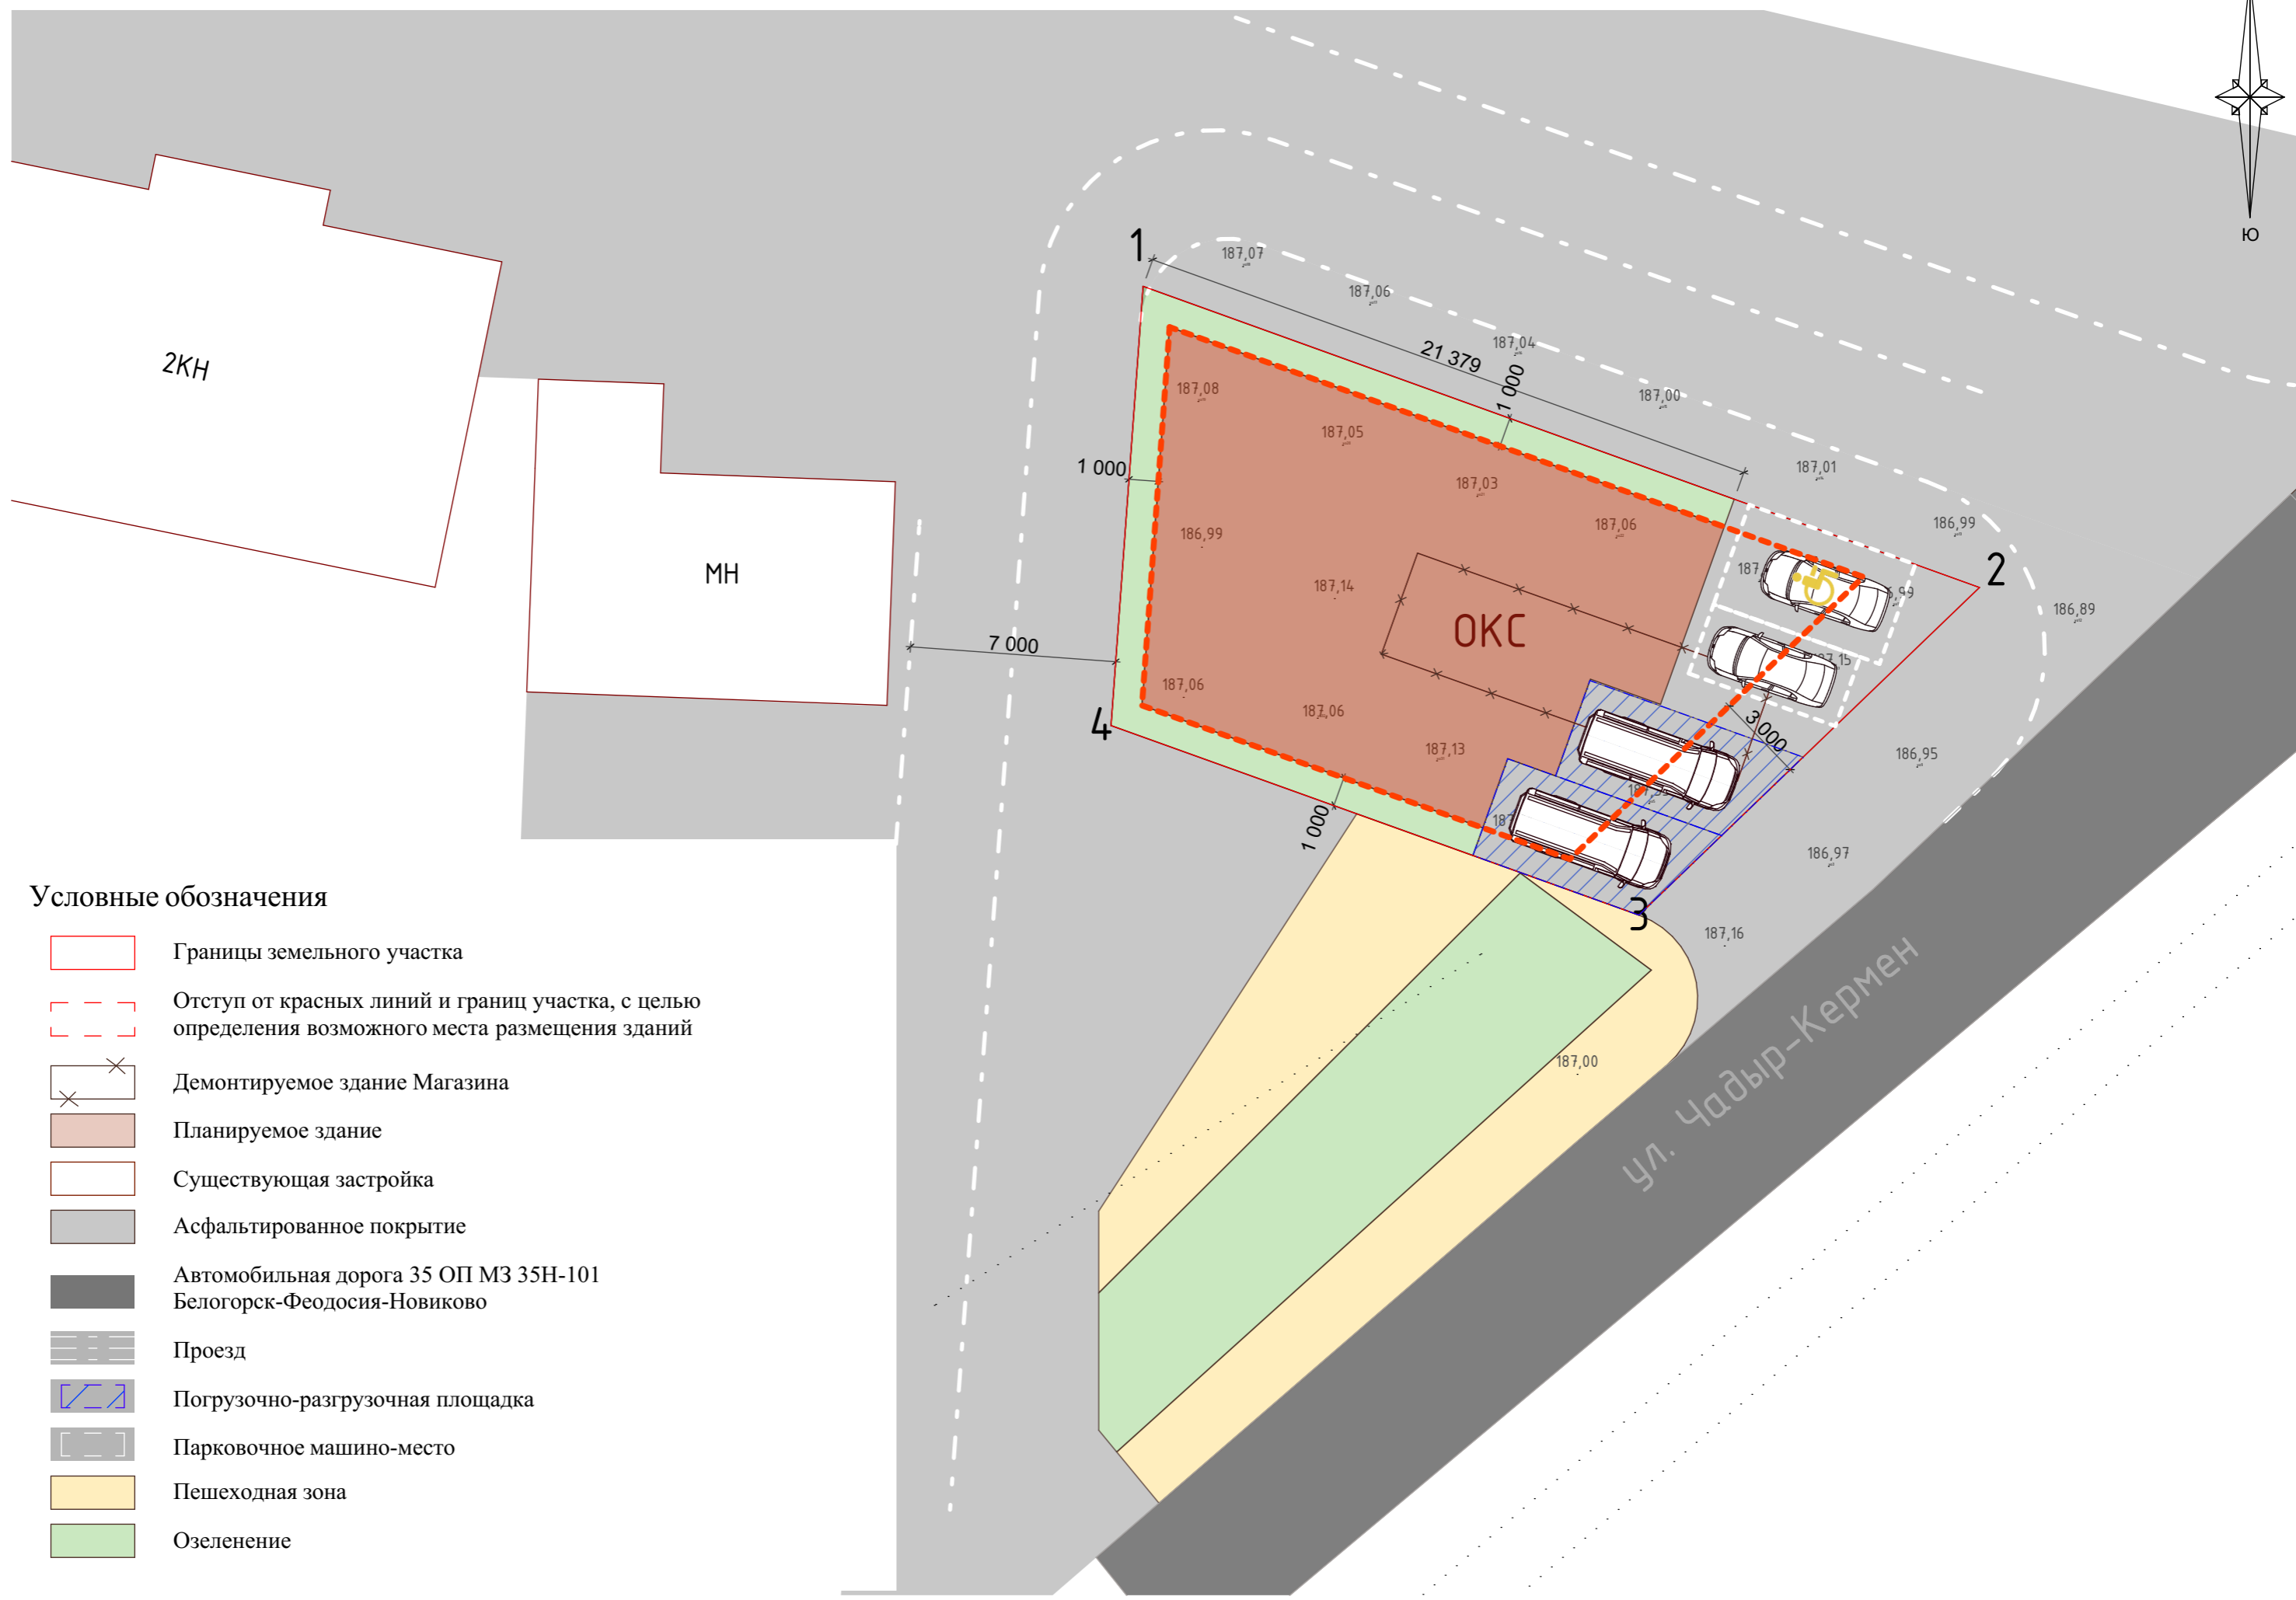 Ю
1
187,07
187,06
187,04
21 379
1 000
187,00
187,08
187,05
2КН
1 000
187,03
187,01
187,06
186,99
186,99
2
МН
187,14
ОКС
186,89
7 000
187,06
4
187,06
187,13
3 000
186,95
1 000
186,97
3
187,16
187,00
ул. Чадыр-Кермен
Условные обозначения
Границы земельного участка
Отступ от красных линий и границ участка, с целью
определения возможного места размещения зданий
Демонтируемое здание Магазина
Планируемое здание
Существующая застройка
Асфальтированное покрытие
Автомобильная дорога 35 ОП МЗ 35Н-101
Белогорск-Феодосия-Новиково
Проезд
Погрузочно-разгрузочная площадка
Парковочное машино-место
Пешеходная зона
Озеленение